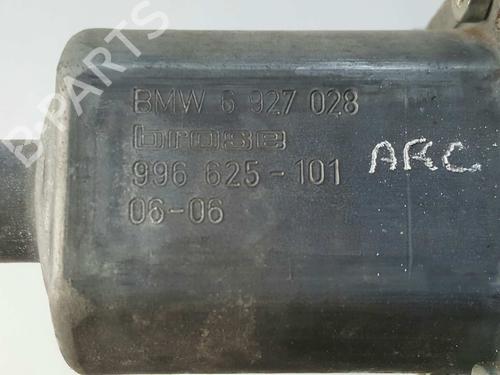 BMW 6 927 028
brose
996 625-101
06-06
ARC
B-PARTS